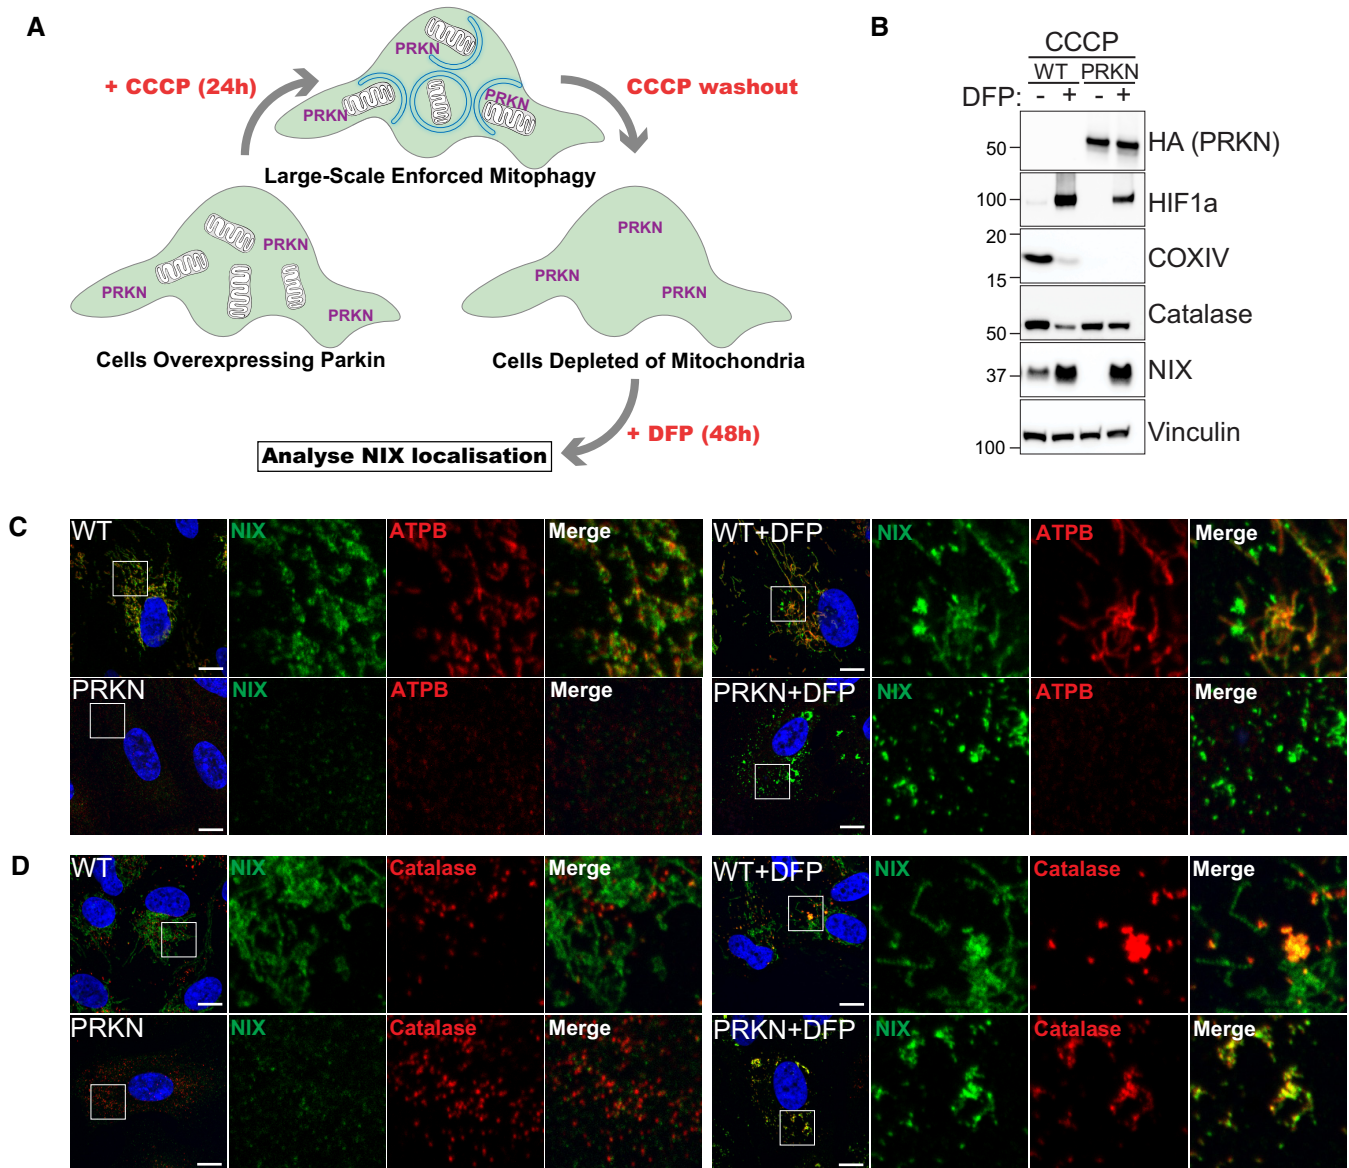 A
PRKN
+ CCCP (24h)
CCCP washout
PRKN
PRKN
Large-Scale Enforced Mitophagy
PRKN
PRKN
PRKN
PRKN
PRKN
PRKN
Cells Overexpressing Parkin
Cells Depleted of Mitochondria
+ DFP (48h)
Analyse NIX localisation
B
CCCP
WT PRKN
DFP: - + - +
50 HA (PRKN)
100 HIF1a
20
COXIV
15
Catalase
50
37 NIX
Vinculin
100
C
WT NIX ATPB Merge WT+DFP NIX ATPB Merge
PRKN NIX ATPB Merge PRKN+DFP NIX ATPB Merge
D
WT NIX Catalase Merge WT+DFP NIX Catalase Merge
PRKN NIX Catalase Merge PRKN+DFP NIX Catalase Merge